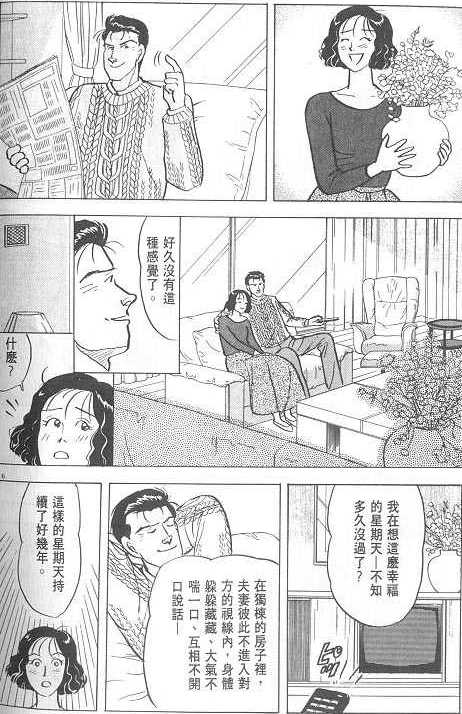 好久沒有這
種感覺了。
什麼?
我在想這麼幸福
的星期天—不知
多久沒過了?
在獨棟的房子裡,
夫妻彼此不進入對
方的視線內,身體
躲躲藏藏、大氣不
喘一口、互相不開
口說話…
這樣的星期天持
續了好幾年。
6